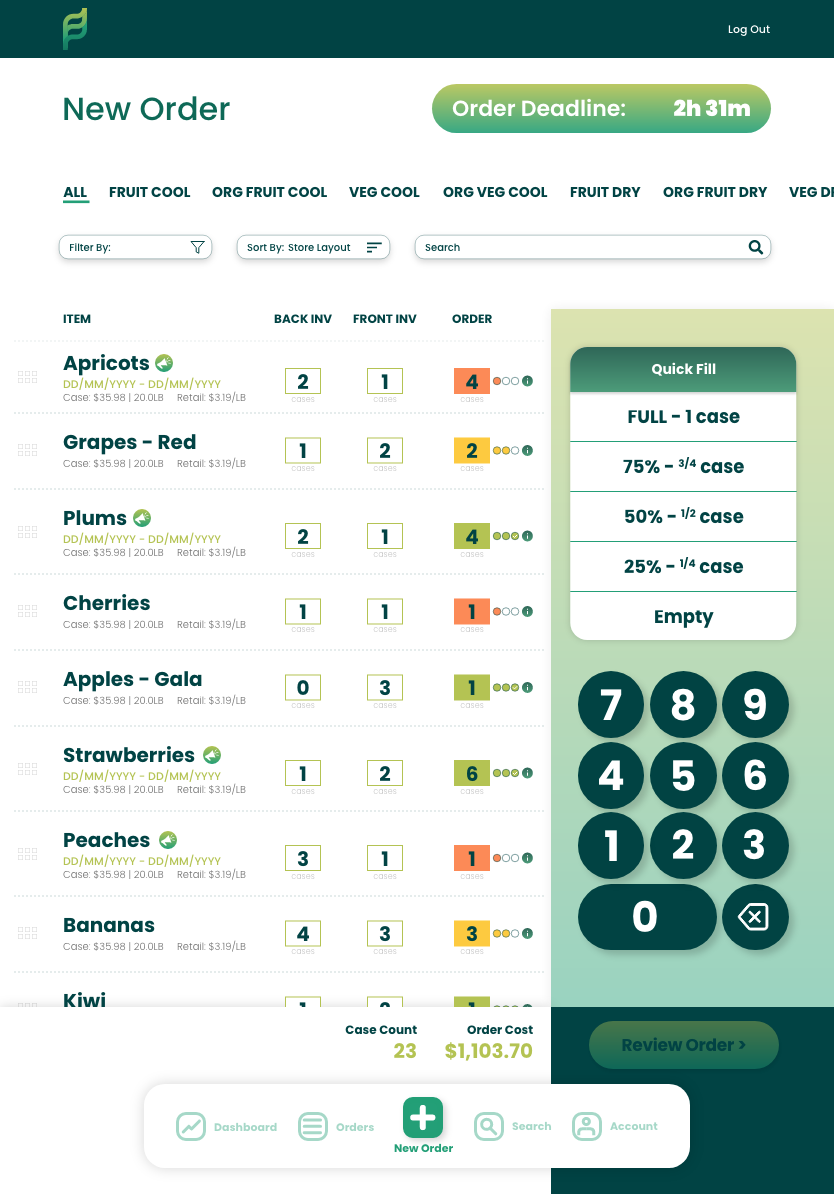 Log Out
New Order
Order Deadline: 2h 31m
ALL FRUIT COOL ORG FRUIT COOL VEG COOL ORG VEG COOL FRUIT DRY ORG FRUIT DRY VEG
Filter By: Sort By: Store Layout Search
ITEM BACK INV FRONT INV ORDER
Apricots
DD/MM/YYYY - DD/MM/YYYY
Case: $35.98 | 20.0LB Retail: $3.19/LB
2 1 4
cases cases
Grapes - Red
Case: $35.98 | 20.0LB Retail: $3.19/LB
1 2 2
cases cases
Plums
DD/MM/YYYY - DD/MM/YYYY
Case: $35.98 | 20.0LB Retail: $3.19/LB
2 1 4
cases cases
Cherries
Case: $35.98 | 20.0LB Retail: $3.19/LB
1 1 1
cases cases
Apples - Gala
Case: $35.98 | 20.0LB Retail: $3.19/LB
0 3 1
cases cases
Strawberries
DD/MM/YYYY - DD/MM/YYYY
Case: $35.98 | 20.0LB Retail: $3.19/LB
1 2 6
cases cases
Peaches
DD/MM/YYYY - DD/MM/YYYY
Case: $35.98 | 20.0LB Retail: $3.19/LB
3 1 1
cases cases
Bananas
Case: $35.98 | 20.0LB Retail: $3.19/LB
4 3 3
cases cases
Kiwi
Quick Fill
FULL - 1 case
75% - 3/4 case
50% - 1/2 case
25% - 1/4 case
Empty
7 8 9
4 5 6
1 2 3
0
Case Count Order Cost
23 $1,103.70
Review Order >
Dashboard Orders New Order Search Account